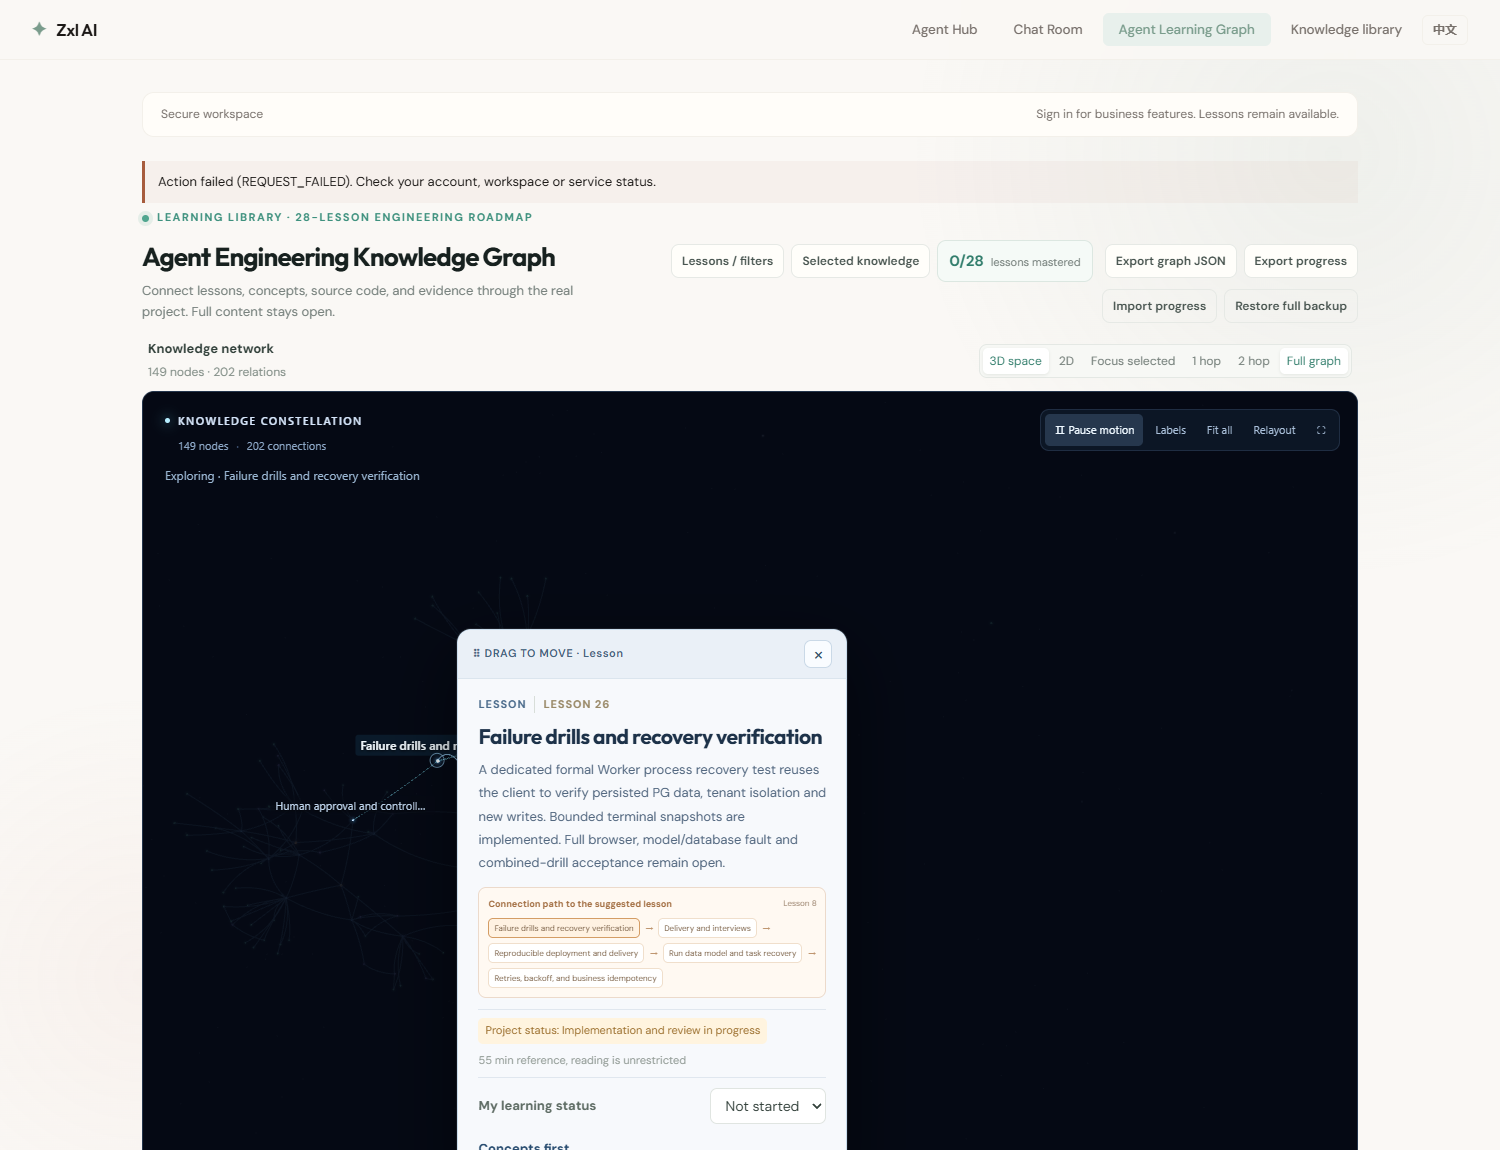 Zxl AI
Agent Hub
Chat Room
Agent Learning Graph
Knowledge library
中文
Secure workspace
Sign in for business features. Lessons remain available.
Action failed (REQUEST_FAILED). Check your account, workspace or service status.
LEARNING LIBRARY · 28-LESSON ENGINEERING ROADMAP
Agent Engineering Knowledge Graph
Connect lessons, concepts, source code, and evidence through the real
project. Full content stays open.
Lessons / filters
Selected knowledge
0/28 lessons mastered
Export graph JSON
Export progress
Import progress
Restore full backup
Knowledge network
149 nodes · 202 relations
3D space
2D
Focus selected
1 hop
2 hop
Full graph
KNOWLEDGE CONSTELLATION
149 nodes · 202 connections
Exploring · Failure drills and recovery verification
Pause motion
Labels
Fit all
Relayout
Failure drills and r
Human approval and controll...
DRAG TO MOVE · Lesson
×
LESSON
LESSON 26
Failure drills and recovery verification
A dedicated formal Worker process recovery test reuses
the client to verify persisted PG data, tenant isolation and
new writes. Bounded terminal snapshots are
implemented. Full browser, model/database fault and
combined-drill acceptance remain open.
Connection path to the suggested lesson
Lesson 8
Failure drills and recovery verification → Delivery and interviews →
Reproducible deployment and delivery → Run data model and task recovery →
Retries, backoff, and business idempotency
Project status: Implementation and review in progress
55 min reference, reading is unrestricted
My learning status
Not started
Concepts first